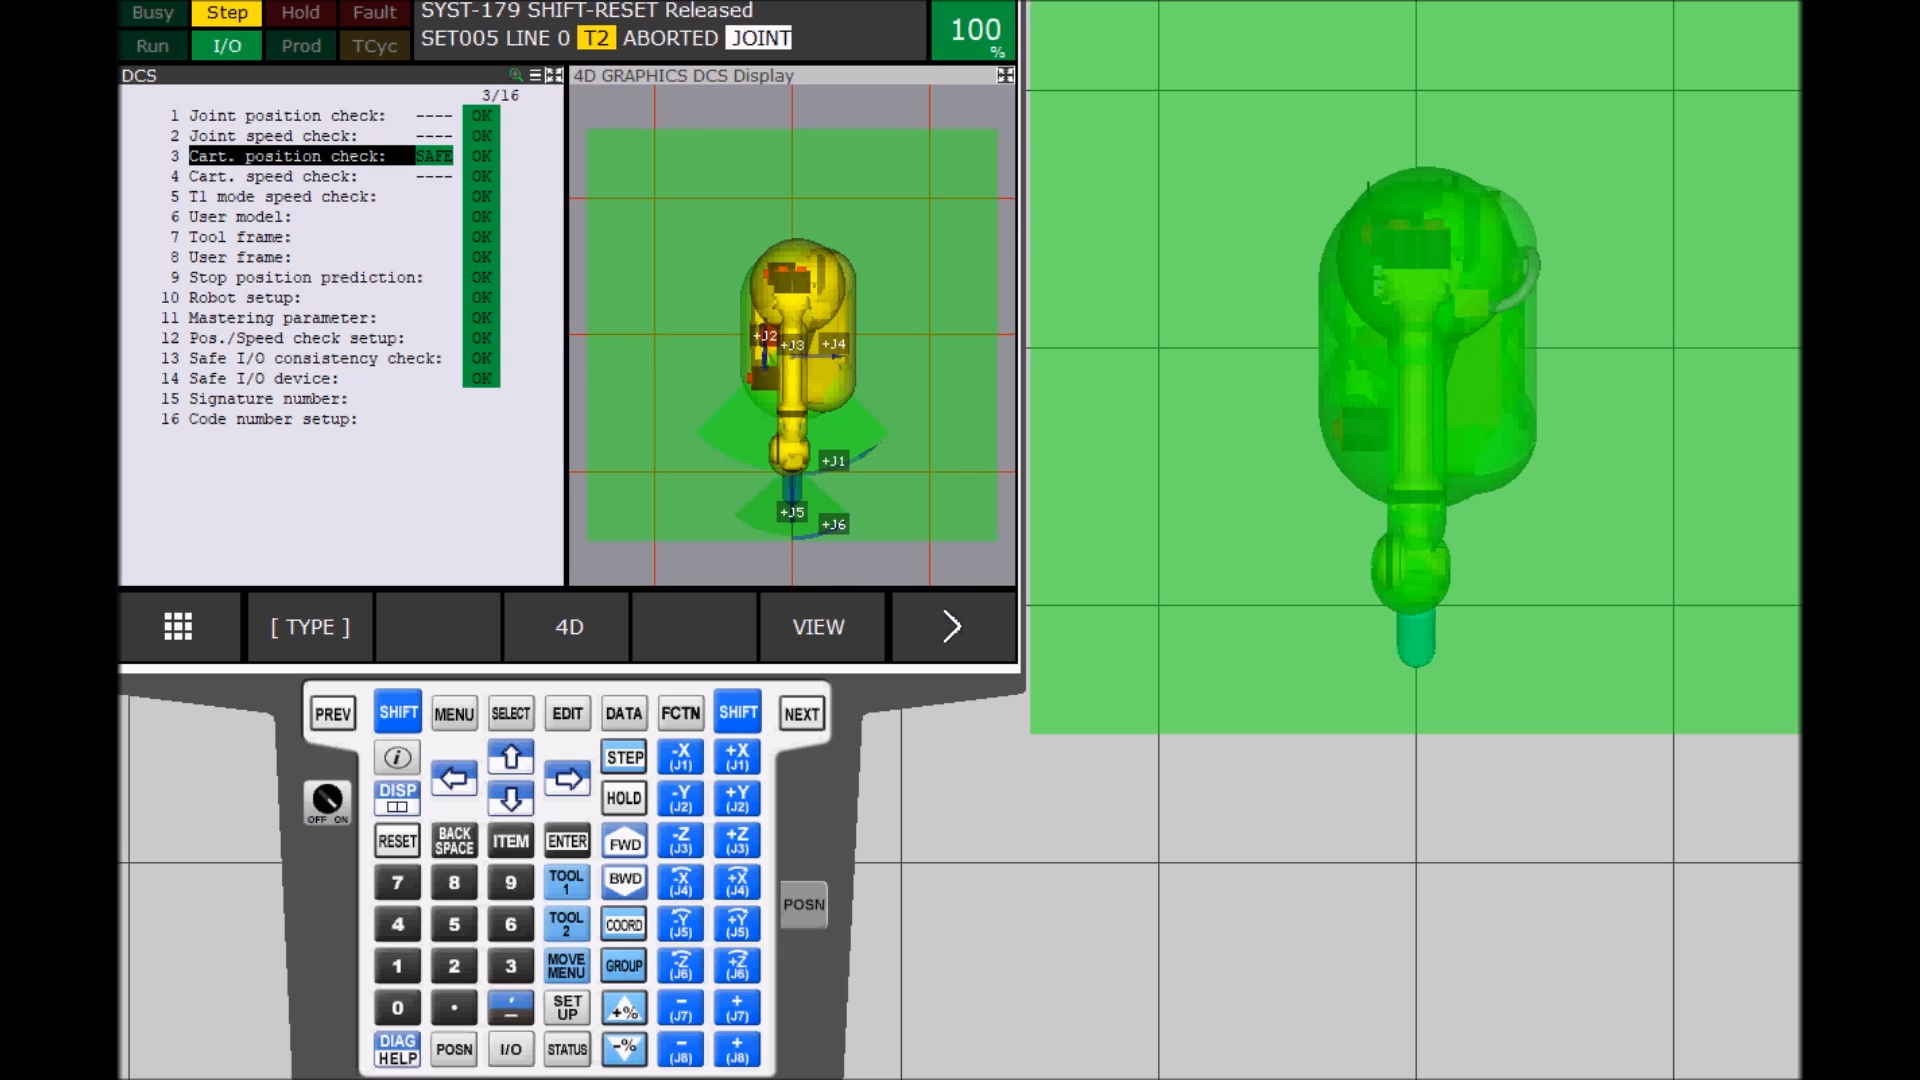 Busy Step Hold Fault
Run I/O Prod TCyc
SYST-179 SHIFT-RESET Released
SET005 LINE 0 T2 ABORTED JOINT
100 %
DCS
4D GRAPHICS DCS Display
3/16
1 Joint position check: ---- OK
2 Joint speed check: ---- OK
3 Cart. position check: SAFE OK
4 Cart. speed check: ---- OK
5 T1 mode speed check: OK
6 User model: OK
7 Tool frame: OK
8 User frame: OK
9 Stop position prediction: OK
10 Robot setup: OK
11 Mastering parameter: OK
12 Pos./Speed check setup: OK
13 Safe I/O consistency check: OK
14 Safe I/O device: OK
15 Signature number:
16 Code number setup:
+J2 +J3 +J4
+J1
+J5
+J6
[ TYPE ] 4D VIEW >
PREV SHIFT MENU SELECT EDIT DATA FCTN SHIFT NEXT
i STEP -X (J1) +X (J1)
DISP HOLD -Y (J2) +Y (J2)
OFF ON
RESET BACK SPACE ITEM ENTER FWD -Z (J3) +Z (J3)
7 8 9 TOOL 1 BWD -X (J4) +X (J4)
POSN
4 5 6 TOOL 2 COORD -Y (J5) +Y (J5)
1 2 3 MOVE MENU GROUP -Z (J6) +Z (J6)
0 . , – SET UP +% – (J7) + (J7)
DIAG HELP POSN I/O STATUS -% – (J8) + (J8)